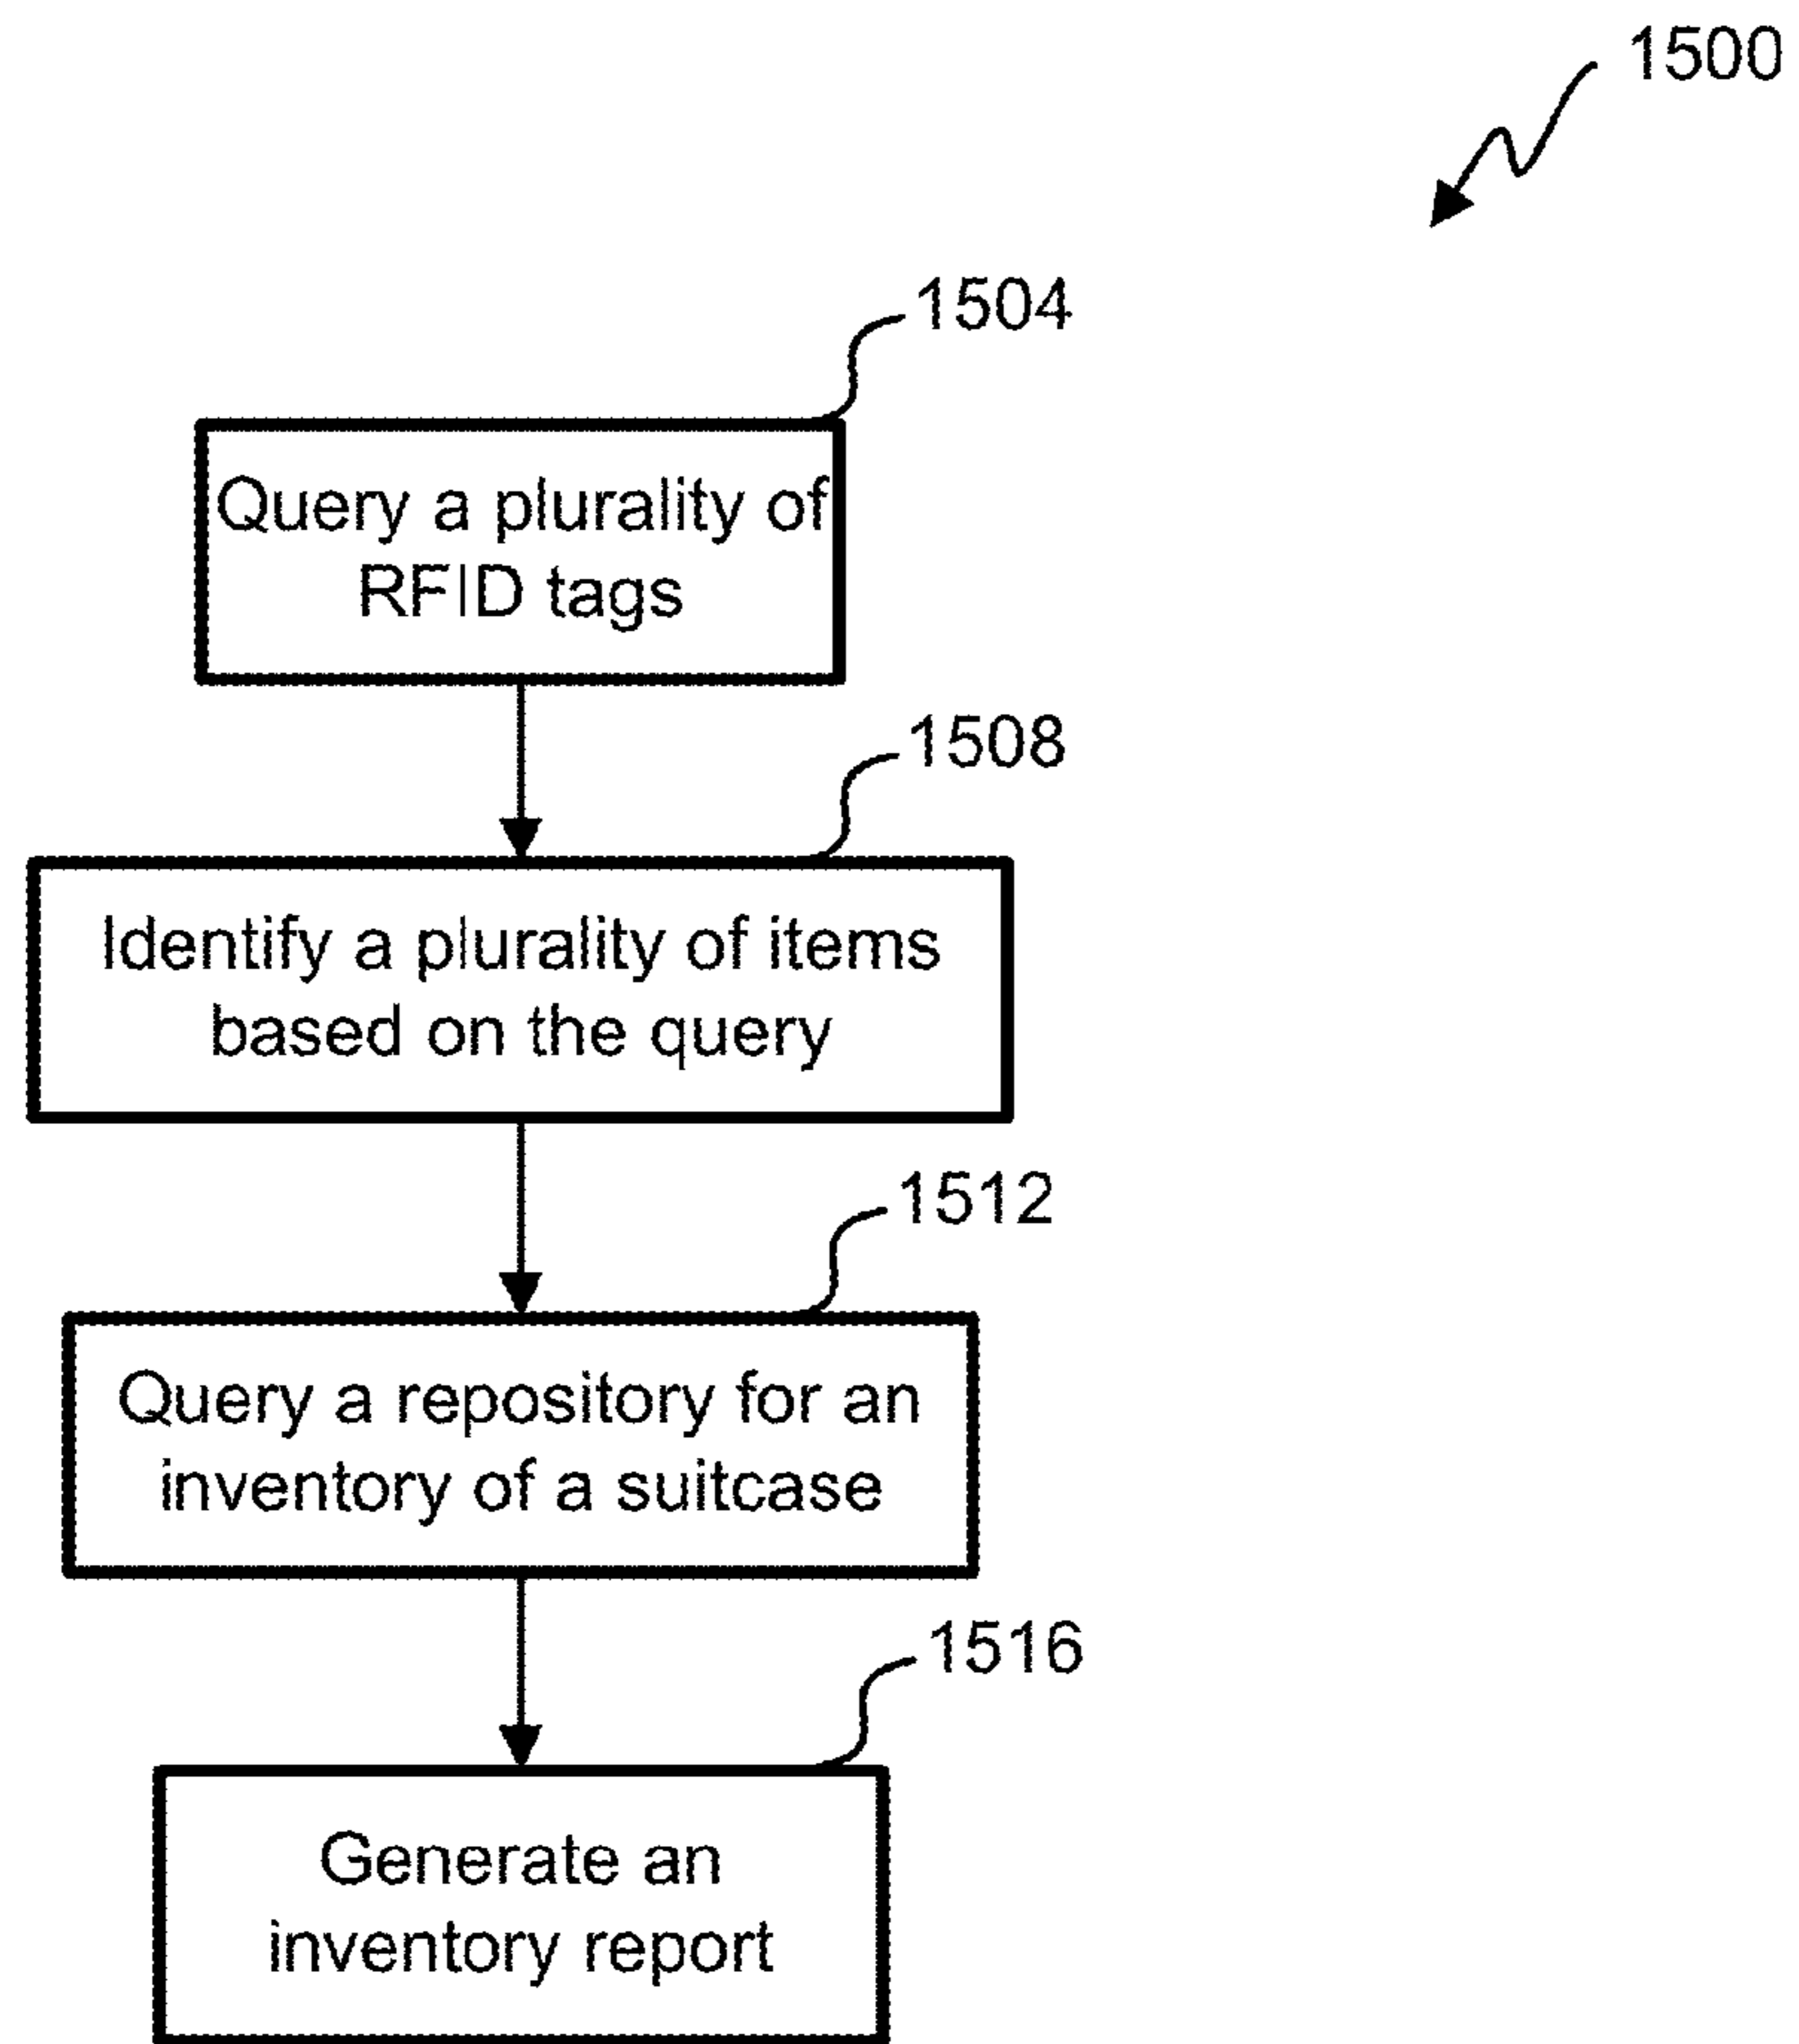 1500
1504
Query a plurality of
RFID tags
1508
Identify a plurality of items
based on the query
1512
Query a repository for an
inventory of a suitcase
1516
Generate an
inventory report